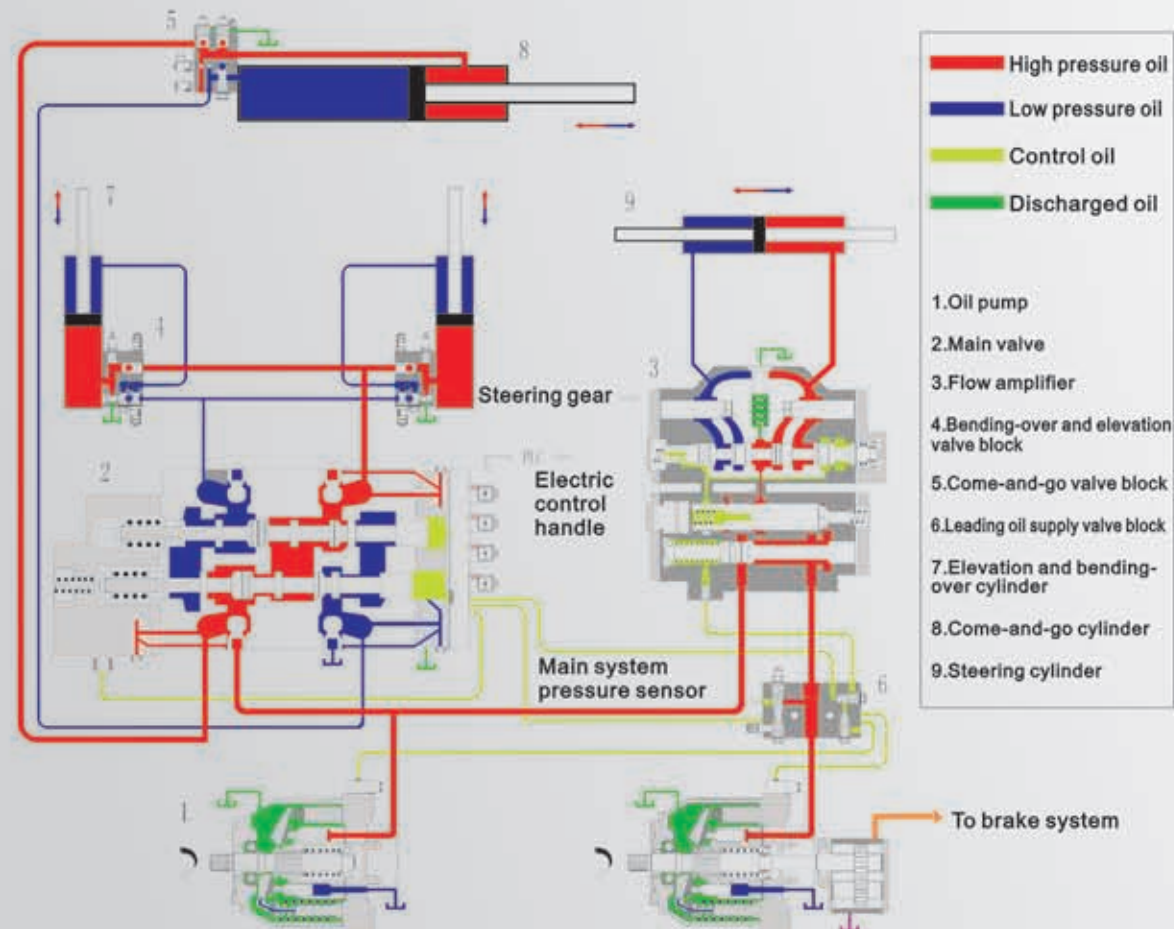 5
8
High pressure oil
Low pressure oil
Control oil
Discharged oil
7
9
4
3
Steering gear
2
PLC
Electric
control
handle
Main system
pressure sensor
6
1
To brake system
1.Oil pump
2.Main valve
3.Flow amplifier
4.Bending-over and elevation
valve block
5.Come-and-go valve block
6.Leading oil supply valve block
7.Elevation and bending-
over cylinder
8.Come-and-go cylinder
9.Steering cylinder